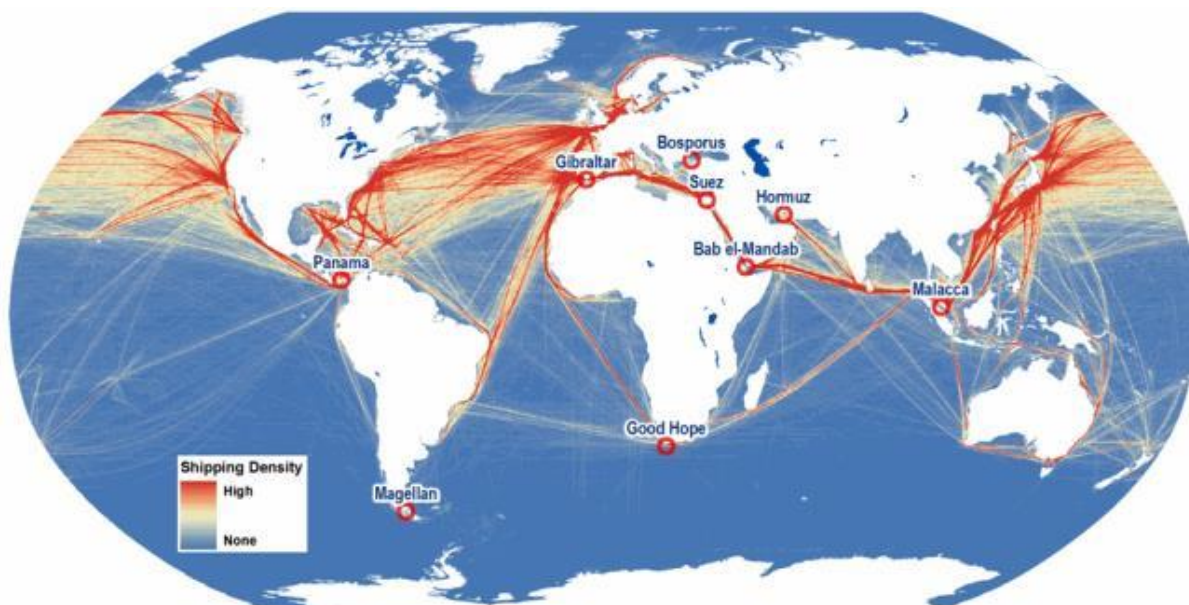 Bosporus
Gibraltar
Suez
Hormuz
Bab el-Mandab
Panama
Malacca
Good Hope
Magellan
Shipping Density
High
None